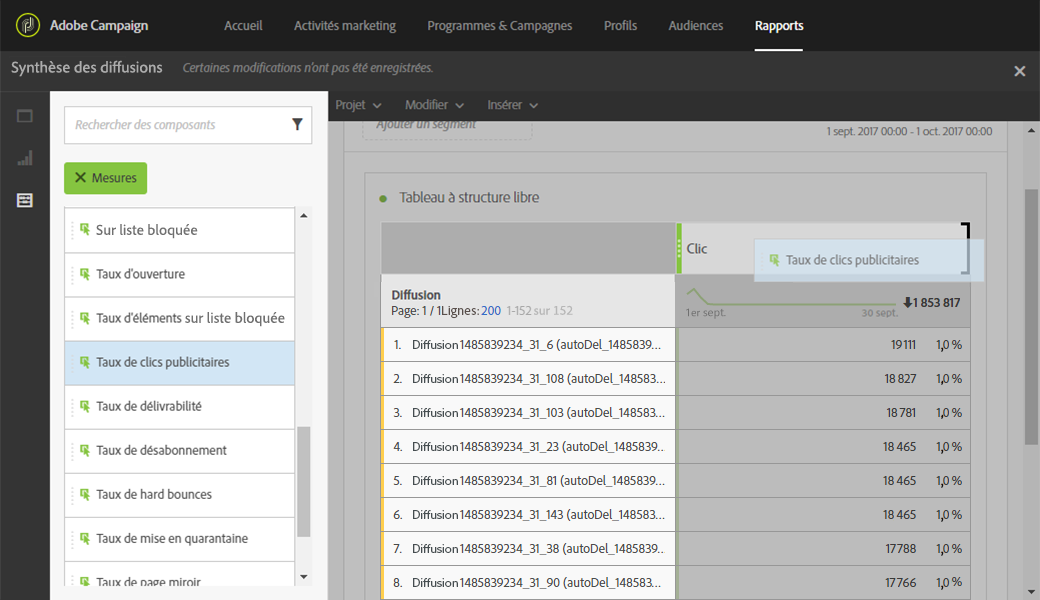 Adobe Campaign Accueil Activités marketing Programmes & Campagnes Profils Audiences Rapports
Synthèse des diffusions Certaines modifications n'ont pas été enregistrées.
Projet Modifier Insérer
Rechercher des composants
Mesures
Sur liste bloquée
Taux d'ouverture
Taux d'éléments sur liste bloquée
Taux de clics publicitaires
Taux de délivrabilité
Taux de désabonnement
Taux de hard bounces
Taux de mise en quarantaine
Taux de page miroir
Ajouter un segment
1 sept. 2017 00:00 - 1 oct. 2017 00:00
Tableau à structure libre
Clic
Taux de clics publicitaires
Diffusion
Page: 1 / 1Lignes: 200 1-152 sur 152
1 853 817
1er sept. 30 sept.
1. Diffusion1485839234_31_6 (autoDel_1485839... 19111 1,0 %
2. Diffusion1485839234_31_108 (autoDel_148583... 18 827 1,0 %
3. Diffusion1485839234_31_103 (autoDel_148583... 18 781 1,0 %
4. Diffusion1485839234_31_23 (autoDel_1485839... 18 465 1,0 %
5. Diffusion1485839234_31_81 (autoDel_1485839... 18 465 1,0 %
6. Diffusion1485839234_31_143 (autoDel_148583... 18 465 1,0 %
7. Diffusion1485839234_31_38 (autoDel_1485839... 17788 1,0 %
8. Diffusion1485839234_31_90 (autoDel_148583... 17766 1,0 %